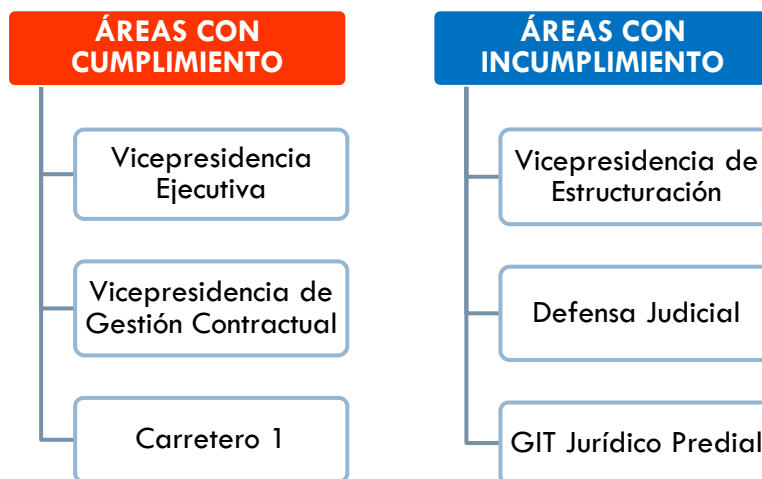 ÁREAS CON
CUMPLIMIENTO
Vicepresidencia
Ejecutiva
Vicepresidencia de
Gestión Contractual
Carretero 1
ÁREAS CON
INCUMPLIMIENTO
Vicepresidencia de
Estructuración
Defensa Judicial
GIT Jurídico Predial